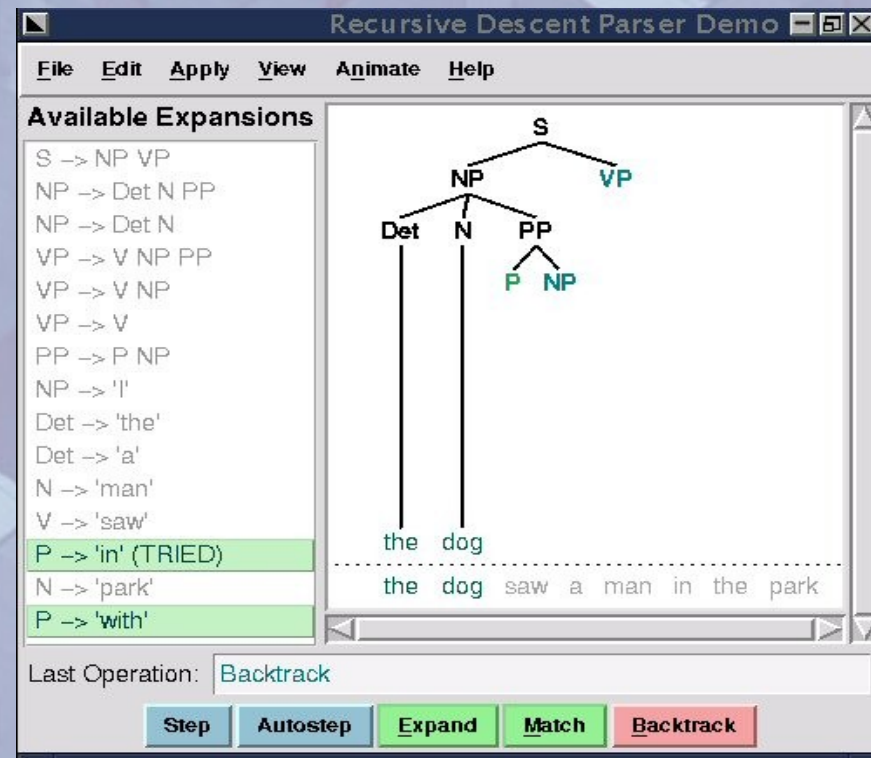 Recursive Descent Parser Demo
File Edit Apply View Animate Help
Available Expansions
S –> NP VP
NP –> Det N PP
NP –> Det N
VP –> V NP PP
VP –> V NP
VP –> V
PP –> P NP
NP –> 'I'
Det –> 'the'
Det –> 'a'
N –> 'man'
V –> 'saw'
P –> 'in' (TRIED)
N –> 'park'
P –> 'with'
S
NP VP
Det N PP
P NP
the dog
the dog saw a man in the park
Last Operation: Backtrack
Step Autostep Expand Match Backtrack